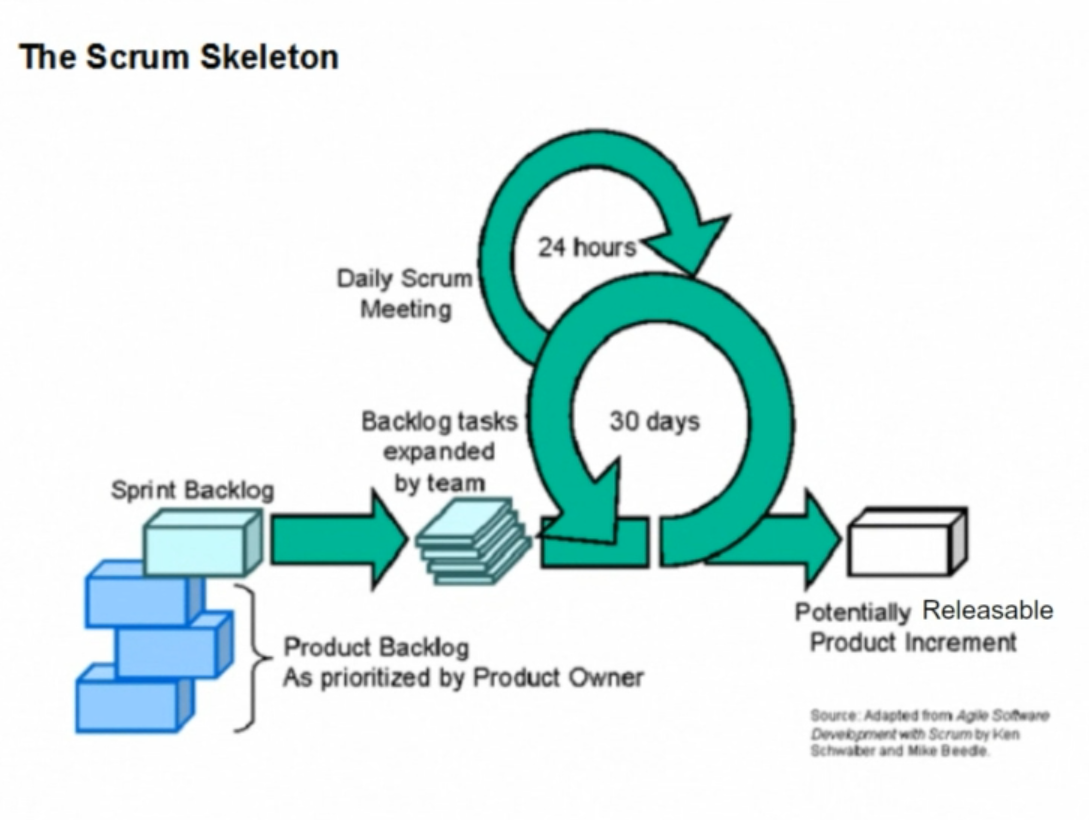 The Scrum Skeleton
24 hours
Daily Scrum
Meeting
Backlog tasks
expanded
by team
30 days
Sprint Backlog
Potentially Releasable
Product Increment
Product Backlog
As prioritized by Product Owner
Source: Adapted from Agile Software
Development with Scrum by Ken
Schwaber and Mike Beedle.